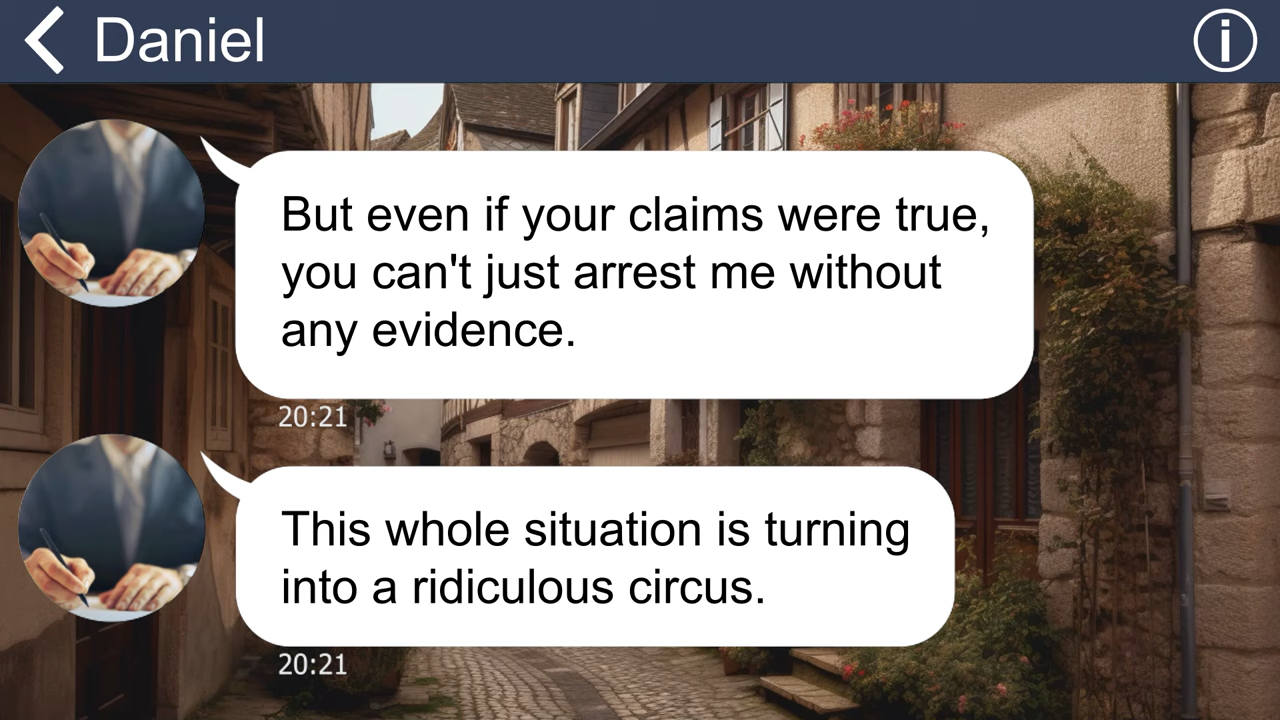 Daniel
But even if your claims were true,
you can't just arrest me without
any evidence.
20:21
This whole situation is turning
into a ridiculous circus.
20:21